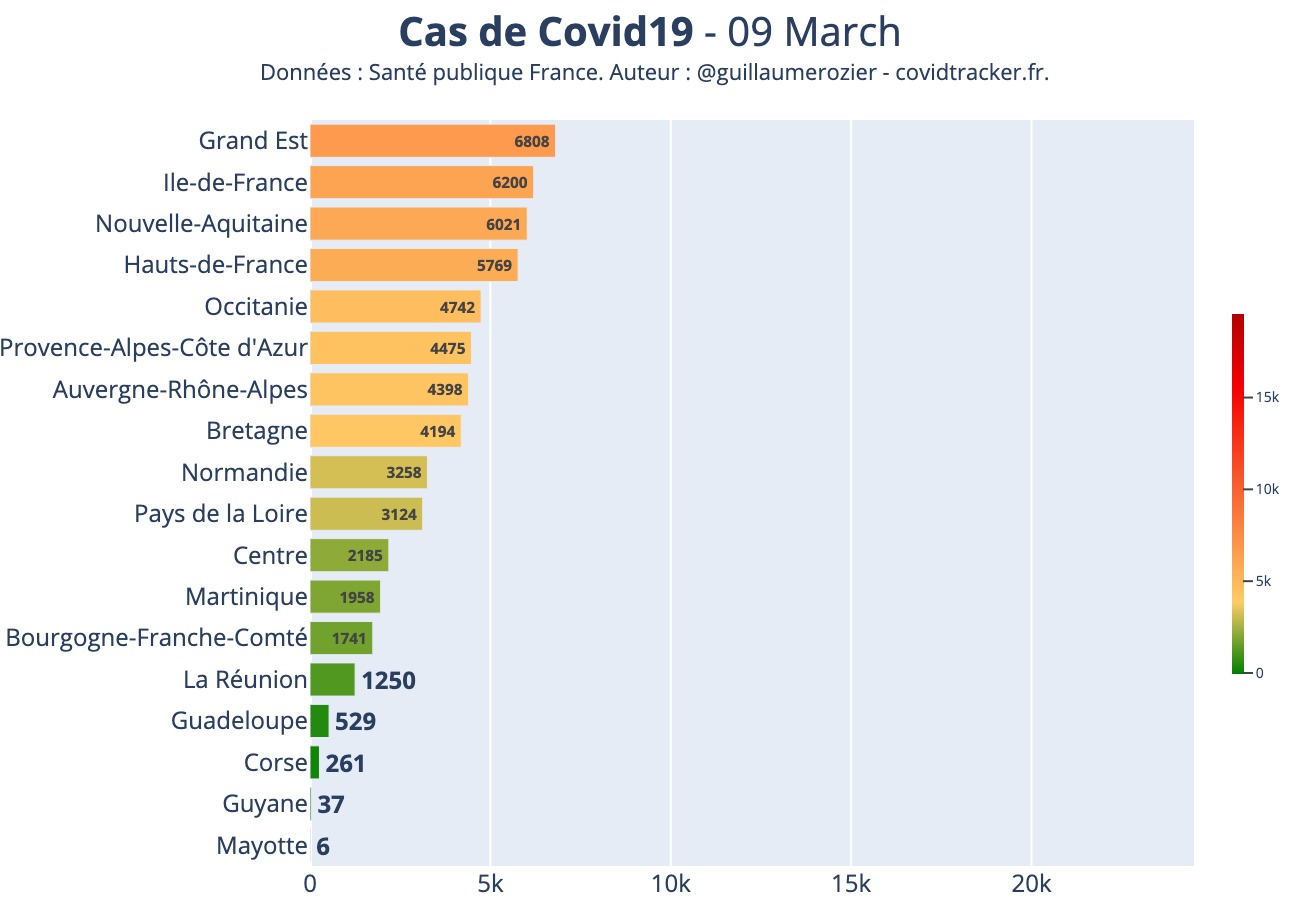 Cas de Covid19 - 09 March
Données : Santé publique France. Auteur : @guillaumerozier - covidtracker.fr.
Grand Est 6808
Ile-de-France 6200
Nouvelle-Aquitaine 6021
Hauts-de-France 5769
Occitanie 4742
Provence-Alpes-Côte d'Azur 4475
Auvergne-Rhône-Alpes 4398
Bretagne 4194
Normandie 3258
Pays de la Loire 3124
Centre 2185
Martinique 1958
Bourgogne-Franche-Comté 1741
La Réunion 1250
Guadeloupe 529
Corse 261
Guyane 37
Mayotte 6
0 5k 10k 15k 20k
15k
10k
5k
0